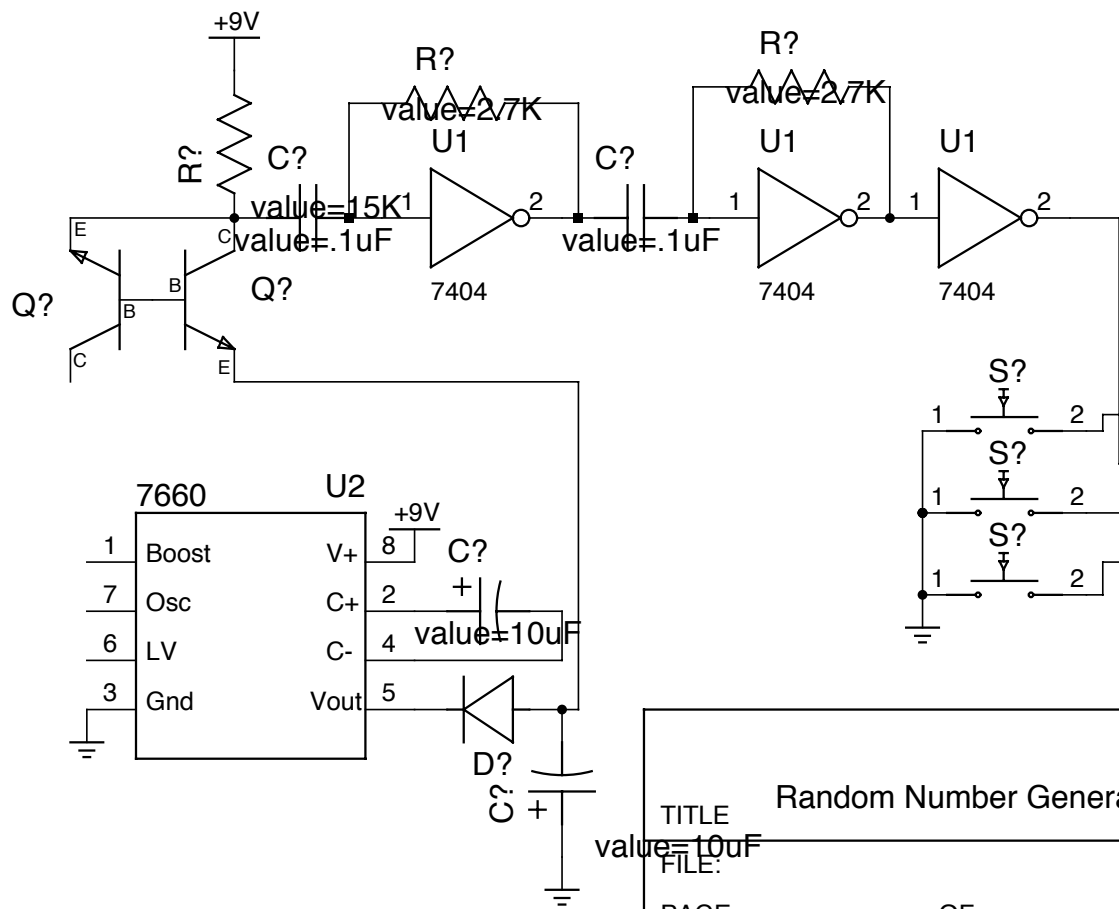 +9V
R?
value=15K
C?
value=.1uF
R?
value=2.7K
U1
1
2
7404
C?
value=.1uF
R?
value=2.7K
U1
1
2
7404
U1
1
2
7404
E
B
C
Q?
C
B
E
Q?
S?
1
2
S?
1
2
S?
1
2
7660
U2
1
Boost
7
Osc
6
LV
3
Gnd
V+
8
C+
2
C-
4
Vout
5
+9V
C?
+
value=10uF
D?
C?
+
value=10uF
TITLE
Random Number Genera
FILE: